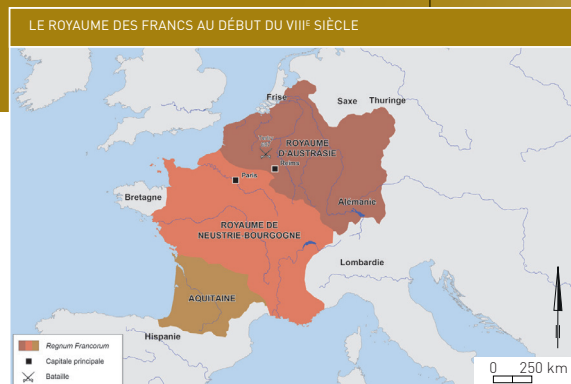 LE ROYAUME DES FRANCS AU DÉBUT DU VIIIᴱ SIÈCLE
Frise
Saxe
Thuringe
ROYAUME
D'AUSTRASIE
Reims
Paris
Bretagne
Alémanie
ROYAUME DE
NEUSTRIE-BOURGOGNE
Lombardie
AQUITAINE
Hispanie
Regnum Francorum
Capitale principale
Bataille
0 250 km